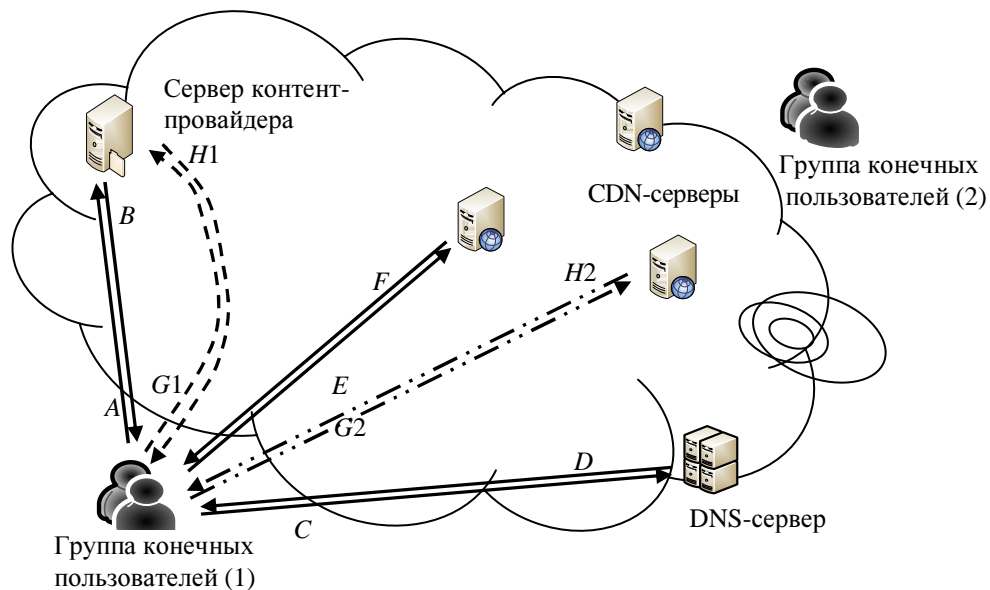 Сервер контент-
провайдера
H1
B
CDN-серверы
Группа конечных
пользователей (2)
F
H2
E
G1
A
G2
D
C
DNS-сервер
Группа конечных
пользователей (1)